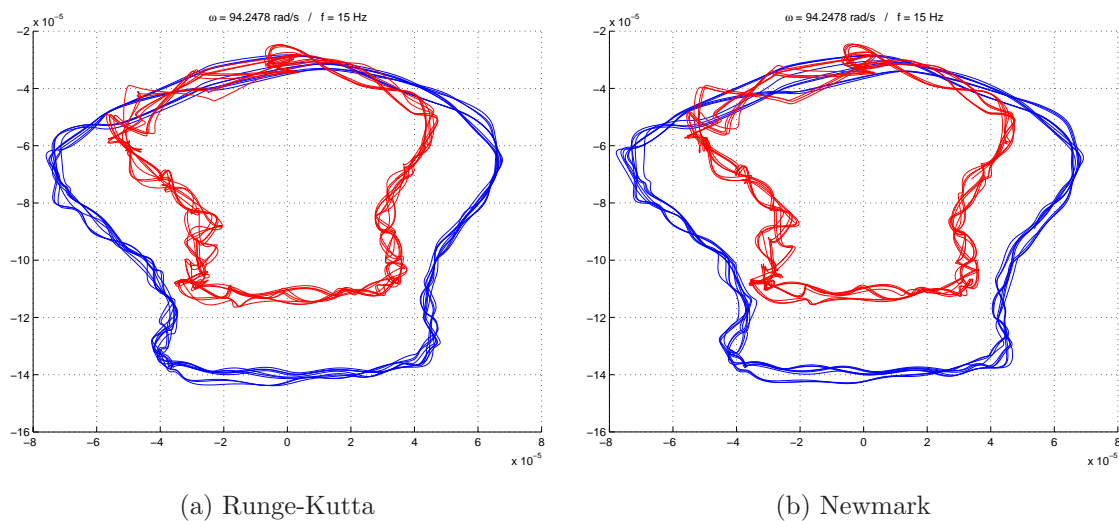 ω = 94.2478 rad/s / f = 15 Hz
x 10⁻⁵
−2
−4
−6
−8
−10
−12
−14
−16
−8 −6 −4 −2 0 2 4 6 8
x 10⁻⁵
(a) Runge-Kutta
ω = 94.2478 rad/s / f = 15 Hz
x 10⁻⁵
−2
−4
−6
−8
−10
−12
−14
−16
−8 −6 −4 −2 0 2 4 6 8
x 10⁻⁵
(b) Newmark